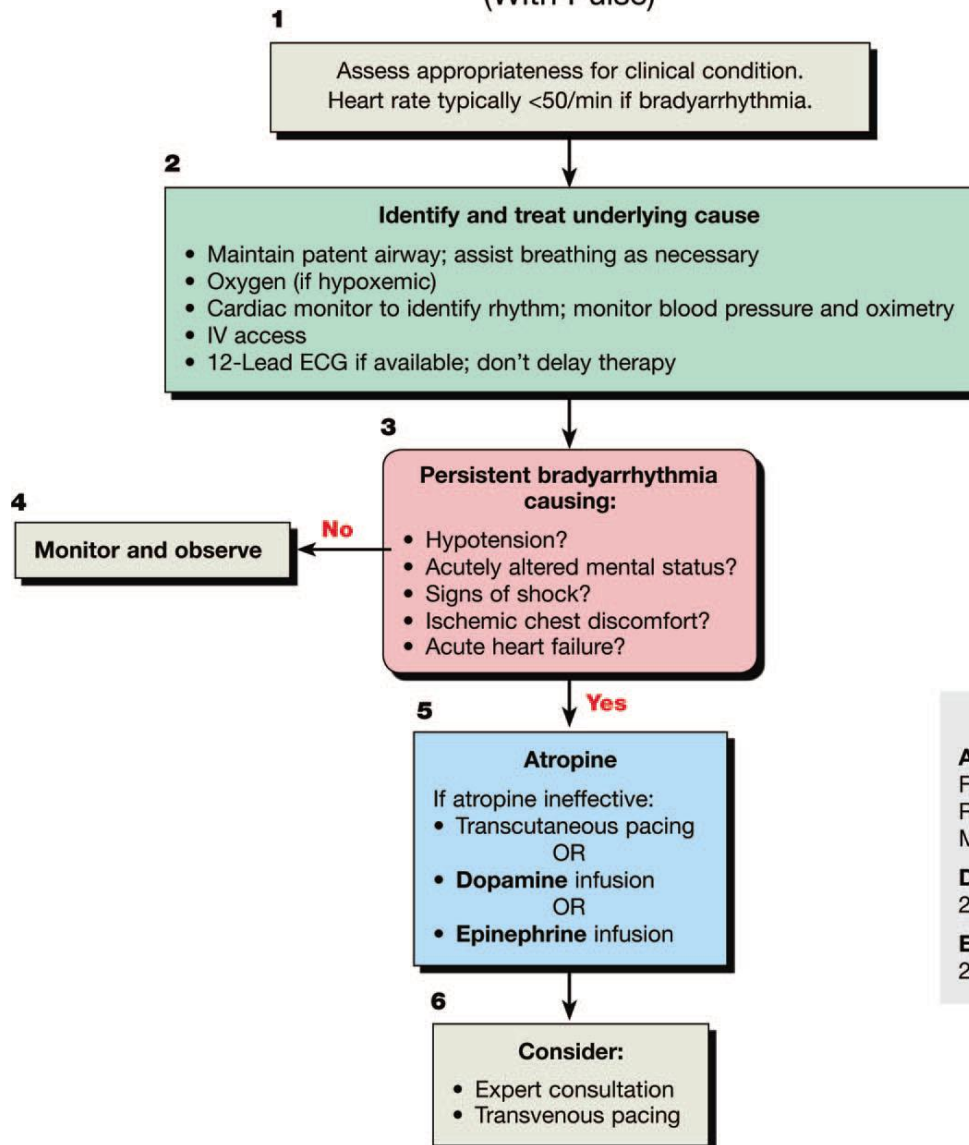 (With Pulse)
1
Assess appropriateness for clinical condition.
Heart rate typically <50/min if bradyarrhythmia.
2
Identify and treat underlying cause
• Maintain patent airway; assist breathing as necessary
• Oxygen (if hypoxemic)
• Cardiac monitor to identify rhythm; monitor blood pressure and oximetry
• IV access
• 12-Lead ECG if available; don't delay therapy
3
Persistent bradyarrhythmia
causing:
• Hypotension?
• Acutely altered mental status?
• Signs of shock?
• Ischemic chest discomfort?
• Acute heart failure?
No
4
Monitor and observe
Yes
5
Atropine
If atropine ineffective:
• Transcutaneous pacing
OR
• Dopamine infusion
OR
• Epinephrine infusion
6
Consider:
• Expert consultation
• Transvenous pacing